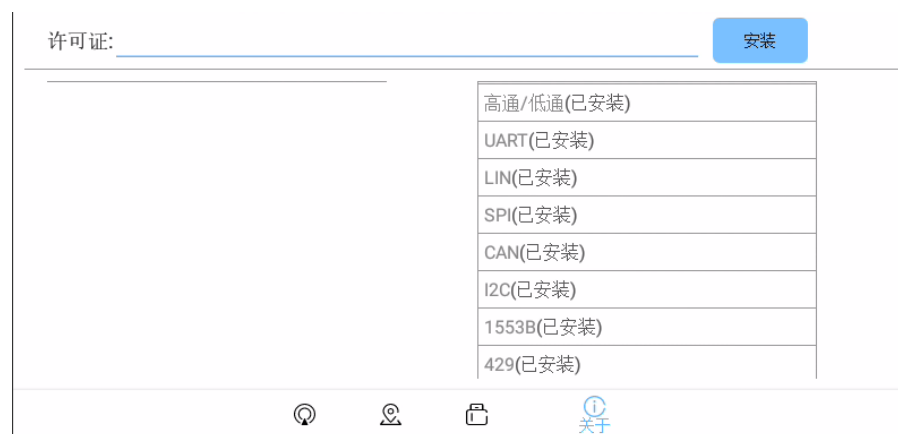 许可证:
安装
高通/低通(已安装)
UART(已安装)
LIN(已安装)
SPI(已安装)
CAN(已安装)
I2C(已安装)
1553B(已安装)
429(已安装)
关于